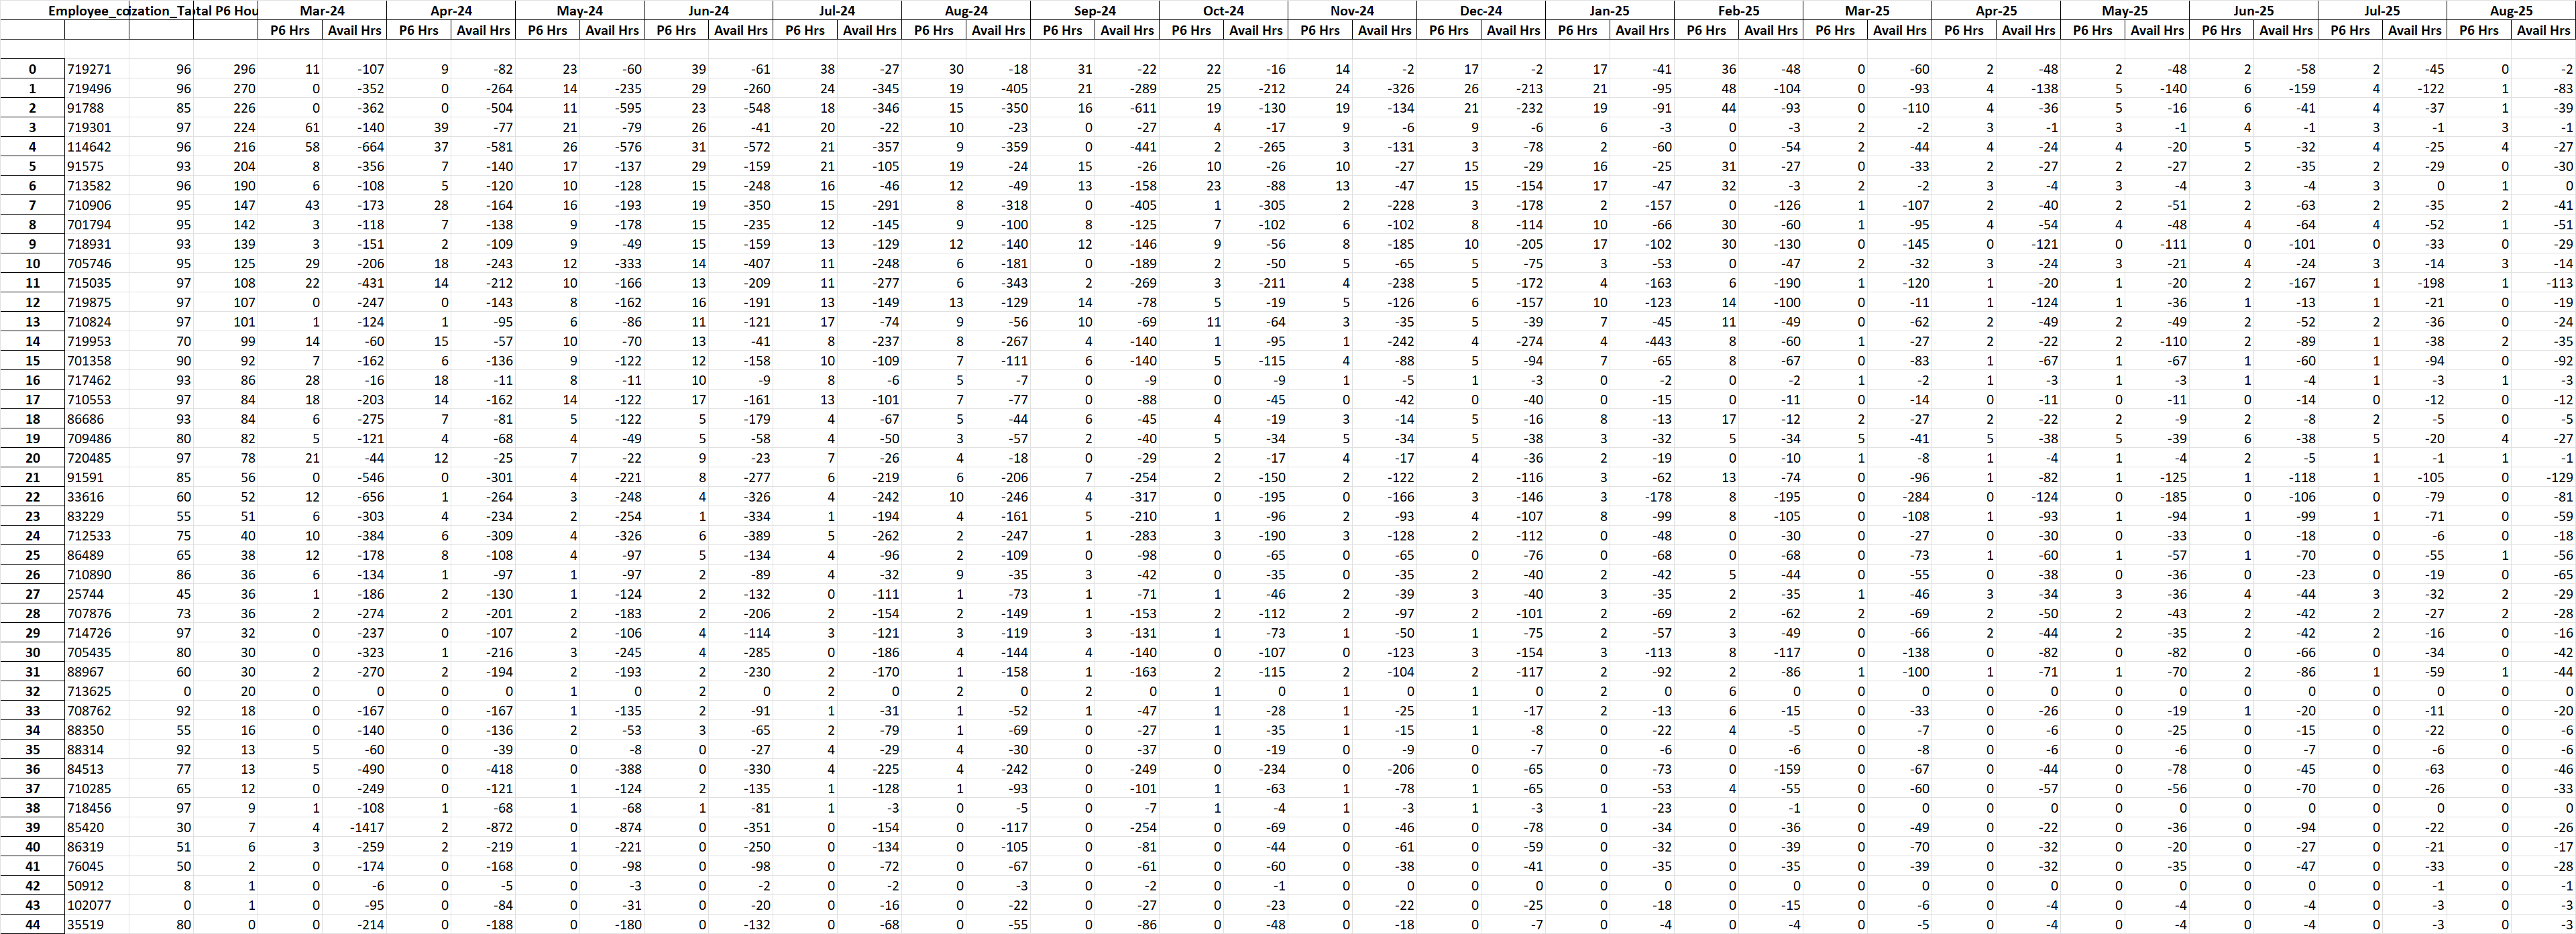 Employee_co ization_Ta otal P6 Hou Mar-24 Apr-24 May-24 Jun-24 Jul-24 Aug-24 Sep-24 Oct-24 Nov-24 Dec-24 Jan-25 Feb-25 Mar-25 Apr-25 May-25 Jun-25 Jul-25 Aug-25
P6 Hrs Avail Hrs P6 Hrs Avail Hrs P6 Hrs Avail Hrs P6 Hrs Avail Hrs P6 Hrs Avail Hrs P6 Hrs Avail Hrs P6 Hrs Avail Hrs P6 Hrs Avail Hrs P6 Hrs Avail Hrs P6 Hrs Avail Hrs P6 Hrs Avail Hrs P6 Hrs Avail Hrs P6 Hrs Avail Hrs P6 Hrs Avail Hrs P6 Hrs Avail Hrs P6 Hrs Avail Hrs P6 Hrs Avail Hrs P6 Hrs Avail Hrs
0 719271 96 296 11 -107 9 -82 23 -60 39 -61 38 -27 30 -18 31 -22 22 -16 14 -2 17 -2 17 -41 36 -48 0 -60 2 -48 2 -48 2 -58 2 -45 0 -2
1 719496 96 270 0 -352 0 -264 14 -235 29 -260 24 -345 19 -405 21 -289 25 -212 24 -326 26 -213 21 -95 48 -104 0 -93 4 -138 5 -140 6 -159 4 -122 1 -83
2 91788 85 226 0 -362 0 -504 11 -595 23 -548 18 -346 15 -350 16 -611 19 -130 19 -134 21 -232 19 -91 44 -93 0 -110 4 -36 5 -16 6 -41 4 -37 1 -39
3 719301 97 224 61 -140 39 -77 21 -79 26 -41 20 -22 10 -23 0 -27 4 -17 9 -6 9 -6 6 -3 0 -3 2 -2 3 -1 3 -1 4 -1 3 -1 3 -1
4 114642 96 216 58 -664 37 -581 26 -576 31 -572 21 -357 9 -359 0 -441 2 -265 3 -131 3 -78 2 -60 0 -54 2 -44 4 -24 4 -20 5 -32 4 -25 4 -27
5 91575 93 204 8 -356 7 -140 17 -137 29 -159 21 -105 19 -24 15 -26 10 -26 10 -27 15 -29 16 -25 31 -27 0 -33 2 -27 2 -27 2 -35 2 -29 0 -30
6 713582 96 190 6 -108 5 -120 10 -128 15 -248 16 -46 12 -49 13 -158 23 -88 13 -47 15 -154 17 -47 32 -3 2 -2 3 -4 3 -4 3 -4 3 0 1 0
7 710906 95 147 43 -173 28 -164 16 -193 19 -350 15 -291 8 -318 0 -405 1 -305 2 -228 3 -178 2 -157 0 -126 1 -107 2 -40 2 -51 2 -63 2 -35 2 -41
8 701794 95 142 3 -118 7 -138 9 -178 15 -235 12 -145 9 -100 8 -125 7 -102 6 -102 8 -114 10 -66 30 -60 1 -95 4 -54 4 -48 4 -64 4 -52 1 -51
9 718931 93 139 3 -151 2 -109 9 -49 15 -159 13 -129 12 -140 12 -146 9 -56 8 -185 10 -205 17 -102 30 -130 0 -145 0 -121 0 -111 0 -101 0 -33 0 -29
10 705746 95 125 29 -206 18 -243 12 -333 14 -407 11 -248 6 -181 0 -189 2 -50 5 -65 5 -75 3 -53 0 -47 2 -32 3 -24 3 -21 4 -24 3 -14 3 -14
11 715035 97 108 22 -431 14 -212 10 -166 13 -209 11 -277 6 -343 2 -269 3 -211 4 -238 5 -172 4 -163 6 -190 1 -120 1 -20 1 -20 2 -167 1 -198 1 -113
12 719875 97 107 0 -247 0 -143 8 -162 16 -191 13 -149 13 -129 14 -78 5 -19 5 -126 6 -157 10 -123 14 -100 0 -11 1 -124 1 -36 1 -13 1 -21 0 -19
13 710824 97 101 1 -124 1 -95 6 -86 11 -121 17 -74 9 -56 10 -69 11 -64 3 -35 5 -39 7 -45 11 -49 0 -62 2 -49 2 -49 2 -52 2 -36 0 -24
14 719953 70 99 14 -60 15 -57 10 -70 13 -41 8 -237 8 -267 4 -140 1 -95 1 -242 4 -274 4 -443 8 -60 1 -27 2 -22 2 -110 2 -89 1 -38 2 -35
15 701358 90 92 7 -162 6 -136 9 -122 12 -158 10 -109 7 -111 6 -140 5 -115 4 -88 5 -94 7 -65 8 -67 0 -83 1 -67 1 -67 1 -60 1 -94 0 -92
16 717462 93 86 28 -16 18 -11 8 -11 10 -9 8 -6 5 -7 0 -9 0 -9 1 -5 1 -3 0 -2 0 -2 1 -2 1 -3 1 -3 1 -4 1 -3 1 -3
17 710553 97 84 18 -203 14 -162 14 -122 17 -161 13 -101 7 -77 0 -88 0 -45 0 -42 0 -40 0 -15 0 -11 0 -14 0 -11 0 -11 0 -14 0 -12 0 -12
18 86686 93 84 6 -275 7 -81 5 -122 5 -179 4 -67 5 -44 6 -45 4 -19 3 -14 5 -16 8 -13 17 -12 2 -27 2 -22 2 -9 2 -8 2 -5 0 -5
19 709486 80 82 5 -121 4 -68 4 -49 5 -58 4 -50 3 -57 2 -40 5 -34 5 -34 5 -38 3 -32 5 -34 5 -41 5 -38 5 -39 6 -38 5 -20 4 -27
20 720485 97 78 21 -44 12 -25 7 -22 9 -23 7 -26 4 -18 0 -29 2 -17 4 -17 4 -36 2 -19 0 -10 1 -8 1 -4 1 -4 2 -5 1 -1 1 -1
21 91591 85 56 0 -546 0 -301 4 -221 8 -277 6 -219 6 -206 7 -254 2 -150 2 -122 2 -116 3 -62 13 -74 0 -96 1 -82 1 -125 1 -118 1 -105 0 -129
22 33616 60 52 12 -656 1 -264 3 -248 4 -326 4 -242 10 -246 4 -317 0 -195 0 -166 3 -146 3 -178 8 -195 0 -284 0 -124 0 -185 0 -106 0 -79 0 -81
23 83229 55 51 6 -303 4 -234 2 -254 1 -334 1 -194 4 -161 5 -210 1 -96 2 -93 4 -107 8 -99 8 -105 0 -108 1 -93 1 -94 1 -99 1 -71 0 -59
24 712533 75 40 10 -384 6 -309 4 -326 6 -389 5 -262 2 -247 1 -283 3 -190 3 -128 2 -112 0 -48 0 -30 0 -27 0 -30 0 -33 0 -18 0 -6 0 -18
25 86489 65 38 12 -178 8 -108 4 -97 5 -134 4 -96 2 -109 0 -98 0 -65 0 -65 0 -76 0 -68 0 -68 0 -73 1 -60 1 -57 1 -70 0 -55 1 -56
26 710890 86 36 6 -134 1 -97 1 -97 2 -89 4 -32 9 -35 3 -42 0 -35 0 -35 2 -40 2 -42 5 -44 0 -55 0 -38 0 -36 0 -23 0 -19 0 -65
27 25744 45 36 1 -186 2 -130 1 -124 2 -132 0 -111 1 -73 1 -71 1 -46 2 -39 3 -40 3 -35 2 -35 1 -46 3 -34 3 -36 4 -44 3 -32 2 -29
28 707876 73 36 2 -274 2 -201 2 -183 2 -206 2 -154 2 -149 1 -153 2 -112 2 -97 2 -101 2 -69 2 -62 2 -69 2 -50 2 -43 2 -42 2 -27 2 -28
29 714726 97 32 0 -237 0 -107 2 -106 4 -114 3 -121 3 -119 3 -131 1 -73 1 -50 1 -75 2 -57 3 -49 0 -66 2 -44 2 -35 2 -42 2 -16 0 -16
30 705435 80 30 0 -323 1 -216 3 -245 4 -285 0 -186 4 -144 4 -140 0 -107 0 -123 3 -154 3 -113 8 -117 0 -138 0 -82 0 -82 0 -66 0 -34 0 -42
31 88967 60 30 2 -270 2 -194 2 -193 2 -230 2 -170 1 -158 1 -163 2 -115 2 -104 2 -117 2 -92 2 -86 1 -100 1 -71 1 -70 2 -86 1 -59 1 -44
32 713625 0 20 0 0 0 0 1 0 2 0 2 0 2 0 2 0 1 0 1 0 1 0 2 0 6 0 0 0 0 0 0 0 0 0 0 0 0 0
33 708762 92 18 0 -167 0 -167 1 -135 2 -91 1 -31 1 -52 1 -47 1 -28 1 -25 1 -17 2 -13 6 -15 0 -33 0 -26 0 -19 1 -20 0 -11 0 -20
34 88350 55 16 0 -140 0 -136 2 -53 3 -65 2 -79 1 -69 0 -27 1 -35 1 -15 1 -8 0 -22 4 -5 0 -7 0 -6 0 -25 0 -15 0 -22 0 -6
35 88314 92 13 5 -60 0 -39 0 -8 0 -27 4 -29 4 -30 0 -37 0 -19 0 -9 0 -7 0 -6 0 -6 0 -8 0 -6 0 -6 0 -7 0 -6 0 -6
36 84513 77 13 5 -490 0 -418 0 -388 0 -330 4 -225 4 -242 0 -249 0 -234 0 -206 0 -65 0 -73 0 -159 0 -67 0 -44 0 -78 0 -45 0 -63 0 -46
37 710285 65 12 0 -249 0 -121 1 -124 2 -135 1 -128 1 -93 0 -101 1 -63 1 -78 1 -65 0 -53 4 -55 0 -60 0 -57 0 -56 0 -70 0 -26 0 -33
38 718456 97 9 1 -108 1 -68 1 -68 1 -81 1 -3 0 -5 0 -7 1 -4 1 -3 1 -3 1 -23 0 -1 0 0 0 0 0 0 0 0 0 0 0 0
39 85420 30 7 4 -1417 2 -872 0 -874 0 -351 0 -154 0 -117 0 -254 0 -69 0 -46 0 -78 0 -34 0 -36 0 -49 0 -22 0 -36 0 -94 0 -22 0 -26
40 86319 51 6 3 -259 2 -219 1 -221 0 -250 0 -134 0 -105 0 -81 0 -44 0 -61 0 -59 0 -32 0 -39 0 -70 0 -32 0 -20 0 -27 0 -21 0 -17
41 76045 50 2 0 -174 0 -168 0 -98 0 -98 0 -72 0 -67 0 -61 0 -60 0 -38 0 -41 0 -35 0 -35 0 -39 0 -32 0 -35 0 -47 0 -33 0 -28
42 50912 8 1 0 -6 0 -5 0 -3 0 -2 0 -2 0 -3 0 -2 0 -1 0 0 0 0 0 0 0 0 0 0 0 0 0 0 0 0 0 -1 0 -1
43 102077 0 1 0 -95 0 -84 0 -31 0 -20 0 -16 0 -22 0 -27 0 -23 0 -22 0 -25 0 -18 0 -15 0 -6 0 -4 0 -4 0 -4 0 -3 0 -3
44 35519 80 0 0 -214 0 -188 0 -180 0 -132 0 -68 0 -55 0 -86 0 -48 0 -18 0 -7 0 -4 0 -4 0 -5 0 -4 0 -4 0 -4 0 -3 0 -3